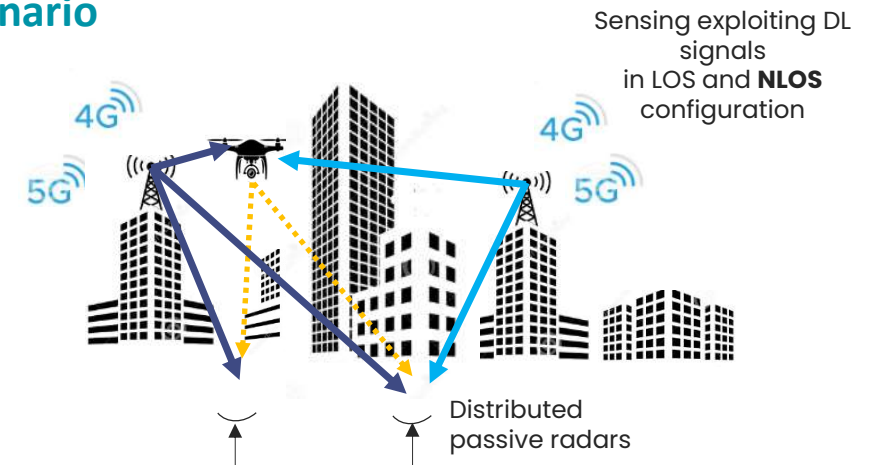 nario
Sensing exploiting DL
signals
in LOS and NLOS
configuration
4G
5G
4G
5G
Distributed
passive radars